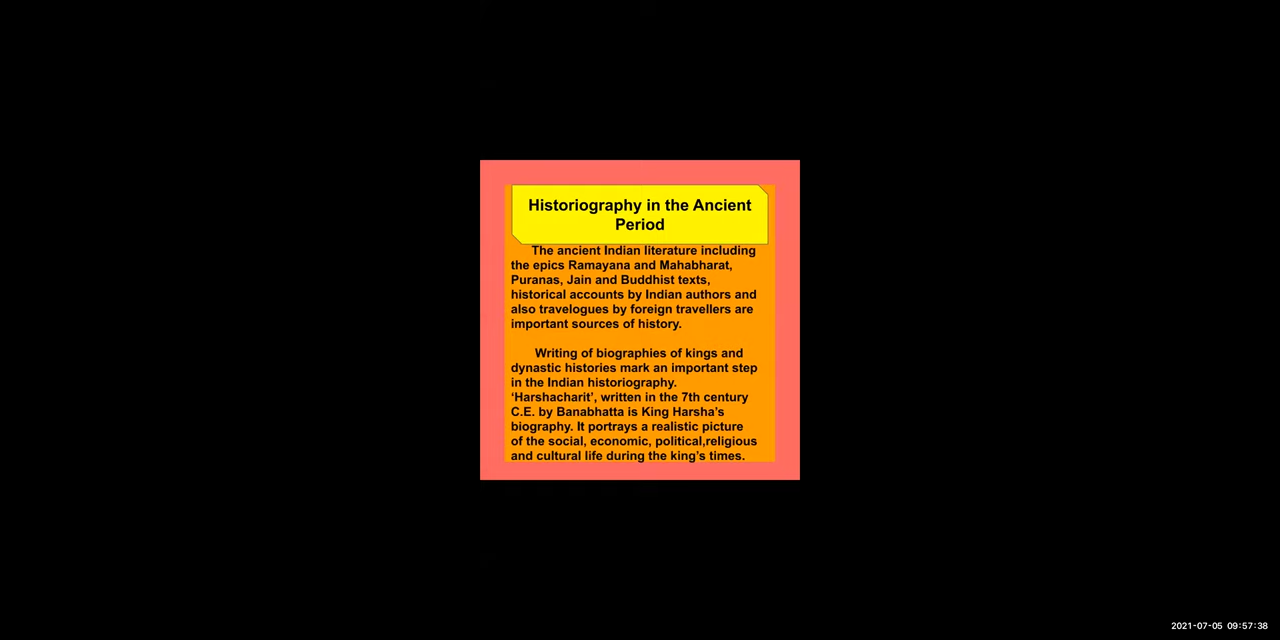 Historiography in the Ancient
Period
The ancient Indian literature including
the epics Ramayana and Mahabharat,
Puranas, Jain and Buddhist texts,
historical accounts by Indian authors and
also travelogues by foreign travellers are
important sources of history.
Writing of biographies of kings and
dynastic histories mark an important step
in the Indian historiography.
‘Harshacharit’, written in the 7th century
C.E. by Banabhatta is King Harsha’s
biography. It portrays a realistic picture
of the social, economic, political,religious
and cultural life during the king’s times.
2021-07-05 09:57:38